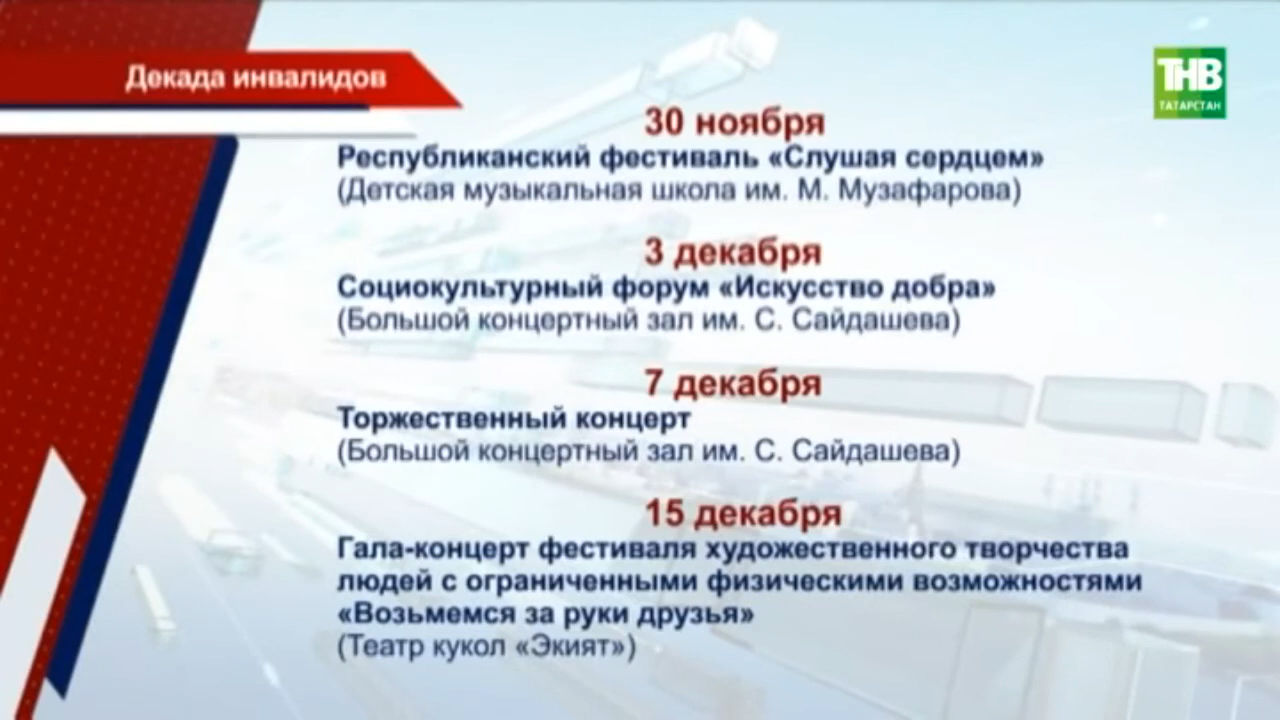 Декада инвалидов
ТНВ
ТАТАРСТАН
30 ноября
Республиканский фестиваль «Слушая сердцем»
(Детская музыкальная школа им. М. Музафарова)
3 декабря
Социокультурный форум «Искусство добра»
(Большой концертный зал им. С. Сайдашева)
7 декабря
Торжественный концерт
(Большой концертный зал им. С. Сайдашева)
15 декабря
Гала-концерт фестиваля художественного творчества
людей с ограниченными физическими возможностями
«Возьмемся за руки друзья»
(Театр кукол «Экият»)